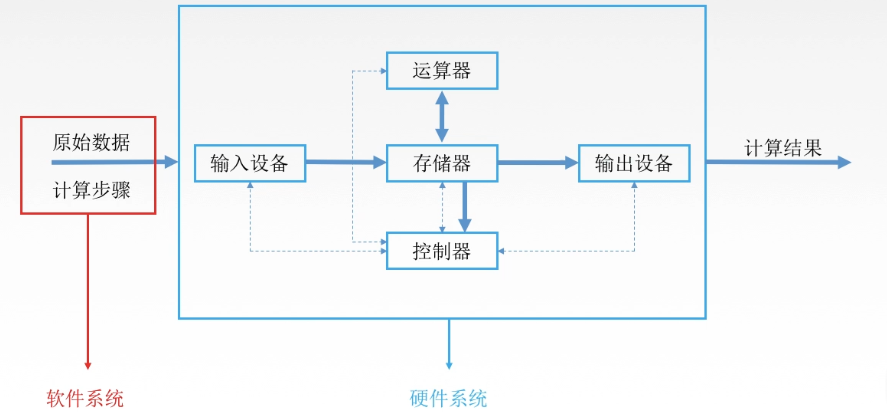 运算器
原始数据
计算步骤
输入设备
存储器
输出设备
计算结果
控制器
软件系统
硬件系统